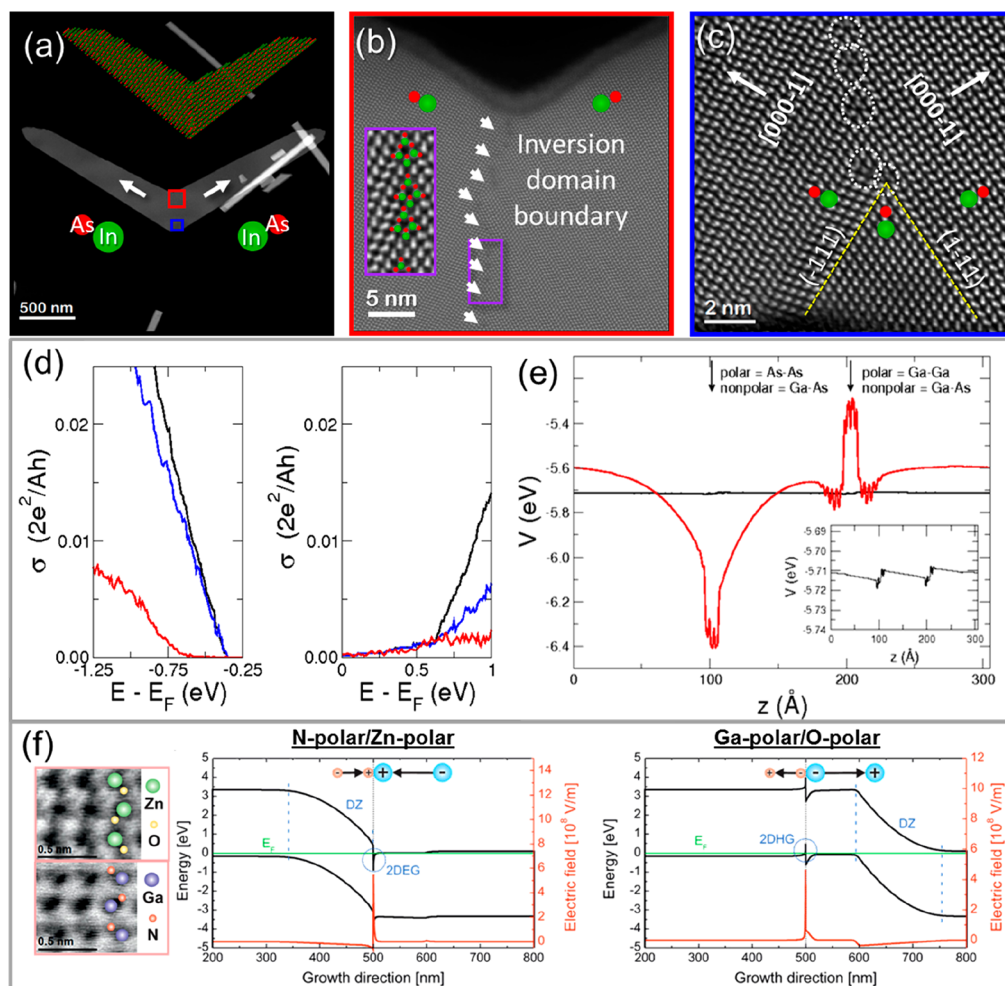 (a)
As
In
In
As
500 nm
(b)
Inversion
domain
boundary
5 nm
(c)
[000-1]
[000-1]
(-111)
(1-11)
2 nm
(d)
σ (2e²/Ah)
0.02
0.01
0.00
-1.25
-0.75
-0.25
E - E_F (eV)
σ (2e²/Ah)
0.02
0.01
0.00
0
0.25
0.5
0.75
1
E - E_F (eV)
(e)
polar = As-As
nonpolar = Ga-As
polar = Ga-Ga
nonpolar = Ga-As
V (eV)
-5.4
-5.6
-5.8
-6.0
-6.2
-6.4
0
100
200
300
z (Å)
V (eV)
-5.69
-5.70
-5.71
-5.72
-5.73
-5.74
0
100
200
300
z (Å)
(f)
0.5 nm
Zn
O
0.5 nm
Ga
N
N-polar/Zn-polar
Energy [eV]
5
4
3
2
1
0
-1
-2
-3
-4
-5
DZ
E_F
2DEG
- + + -
200 300 400 500 600 700 800
Growth direction [nm]
12
10
8
6
4
2
0
Electric field [10⁸ V/m]
Ga-polar/O-polar
Energy [eV]
5
4
3
2
1
0
-1
-2
-3
-4
-5
DZ
E_F
2DHG
+ - - +
200 300 400 500 600 700 800
Growth direction [nm]
12
10
8
6
4
2
0
Electric field [10⁸ V/m]